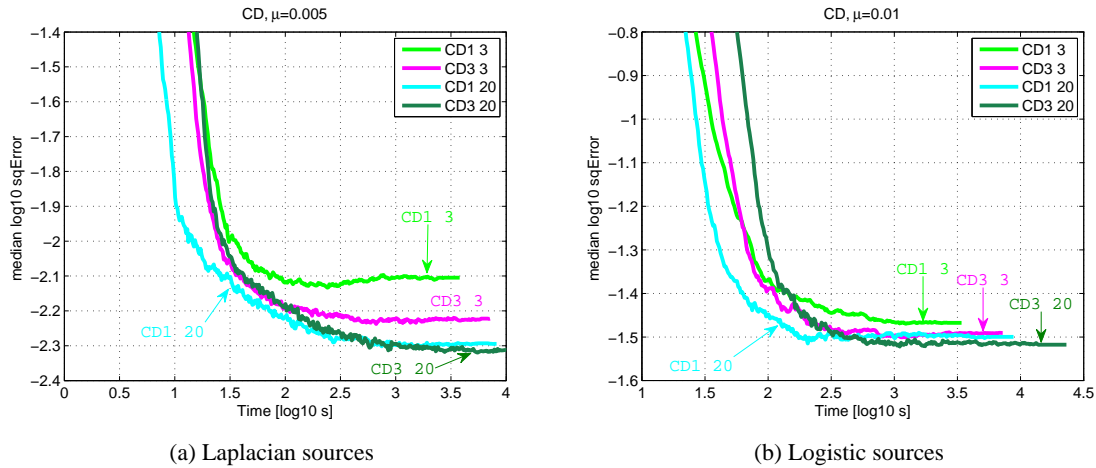 CD, μ=0.005
−1.4
−1.5
−1.6
−1.7
−1.8
−1.9
−2
−2.1
−2.2
−2.3
−2.4
median log10 sqError
CD1 3
CD3 3
CD1 20
CD3 20
CD1 3
CD3 3
CD1 20
CD3 20
0 0.5 1 1.5 2 2.5 3 3.5 4
Time [log10 s]
(a) Laplacian sources
CD, μ=0.01
−0.8
−0.9
−1
−1.1
−1.2
−1.3
−1.4
−1.5
−1.6
median log10 sqError
CD1 3
CD3 3
CD1 20
CD3 20
CD1 3
CD3 3
CD3 20
CD1 20
1 1.5 2 2.5 3 3.5 4 4.5
Time [log10 s]
(b) Logistic sources